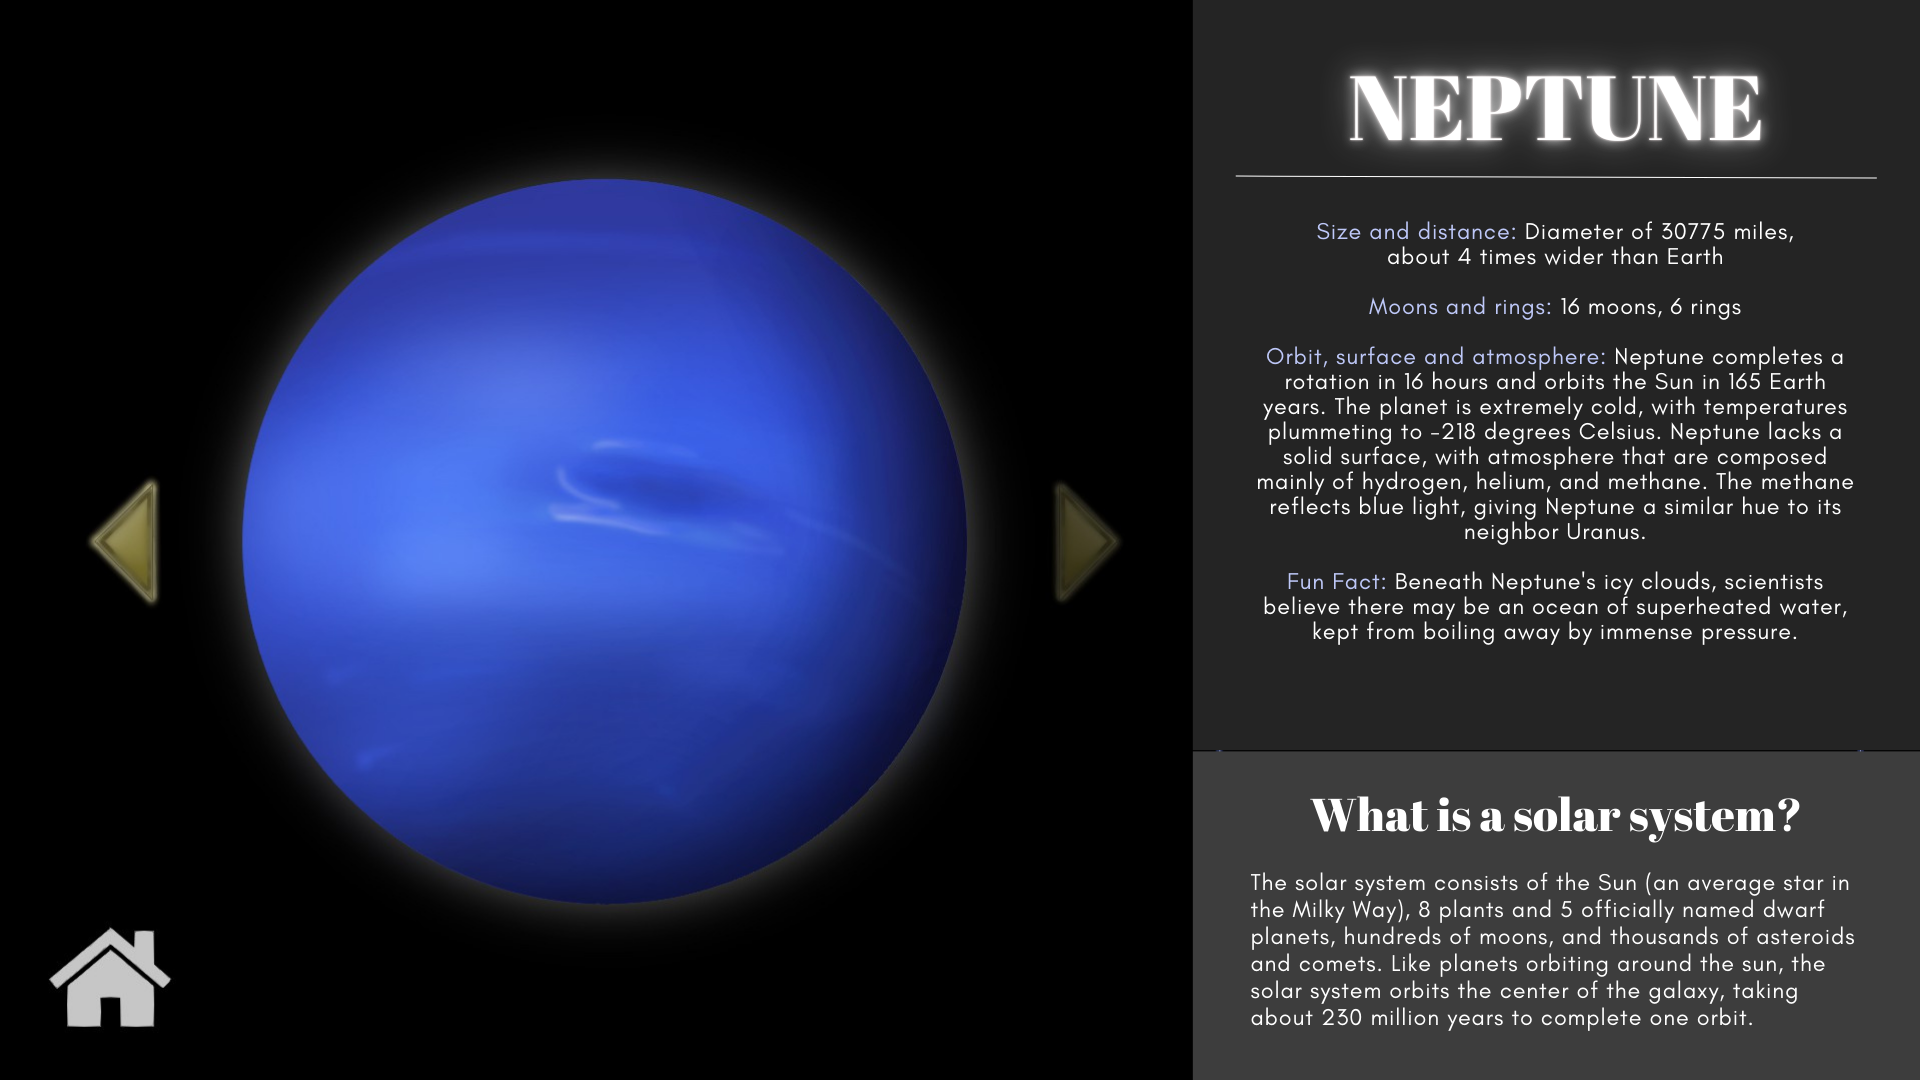 NEPTUNE
Size and distance: Diameter of 30775 miles,
about 4 times wider than Earth
Moons and rings: 16 moons, 6 rings
Orbit, surface and atmosphere: Neptune completes a
rotation in 16 hours and orbits the Sun in 165 Earth
years. The planet is extremely cold, with temperatures
plummeting to -218 degrees Celsius. Neptune lacks a
solid surface, with atmosphere that are composed
mainly of hydrogen, helium, and methane. The methane
reflects blue light, giving Neptune a similar hue to its
neighbor Uranus.
Fun Fact: Beneath Neptune's icy clouds, scientists
believe there may be an ocean of superheated water,
kept from boiling away by immense pressure.
What is a solar system?
The solar system consists of the Sun (an average star in
the Milky Way), 8 plants and 5 officially named dwarf
planets, hundreds of moons, and thousands of asteroids
and comets. Like planets orbiting around the sun, the
solar system orbits the center of the galaxy, taking
about 230 million years to complete one orbit.